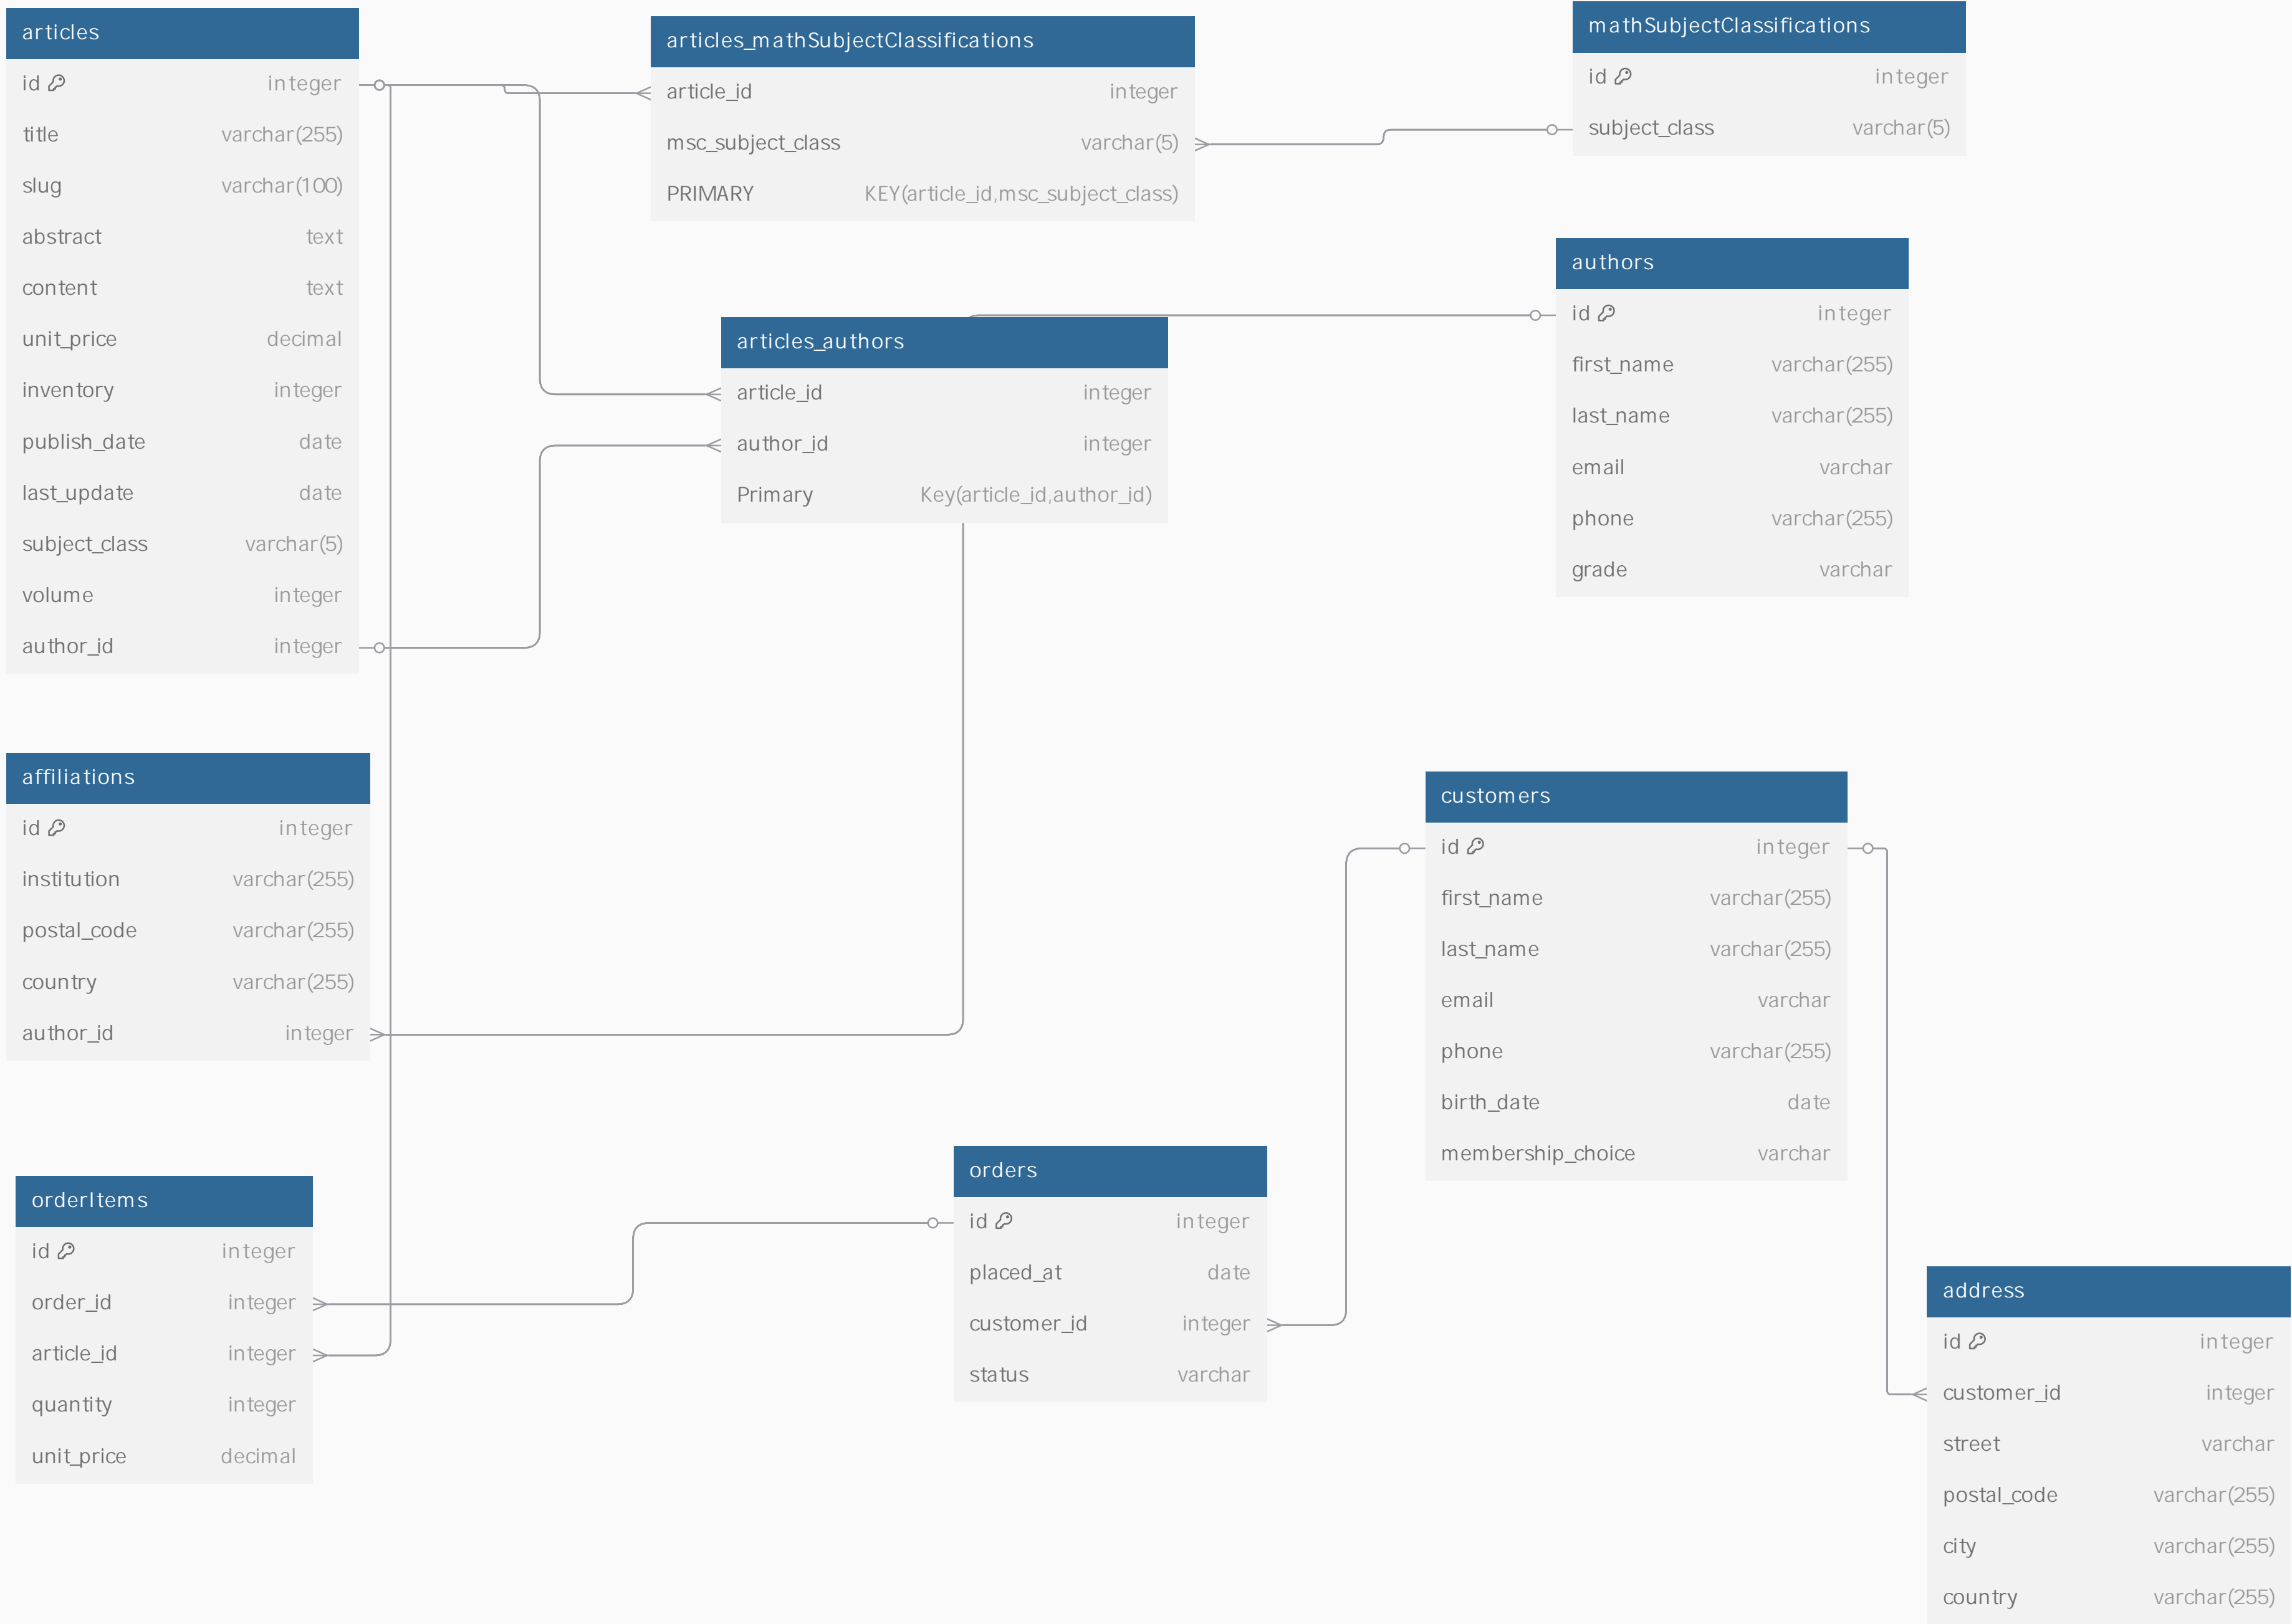 articles
id integer
title varchar(255)
slug varchar(100)
abstract text
content text
unit_price decimal
inventory integer
publish_date date
last_update date
subject_class varchar(5)
volume integer
author_id integer
articles_mathSubjectClassifications
article_id integer
msc_subject_class varchar(5)
PRIMARY KEY(article_id,msc_subject_class)
mathSubjectClassifications
id integer
subject_class varchar(5)
articles_authors
article_id integer
author_id integer
Primary Key(article_id,author_id)
authors
id integer
first_name varchar(255)
last_name varchar(255)
email varchar
phone varchar(255)
grade varchar
affiliations
id integer
institution varchar(255)
postal_code varchar(255)
country varchar(255)
author_id integer
customers
id integer
first_name varchar(255)
last_name varchar(255)
email varchar
phone varchar(255)
birth_date date
membership_choice varchar
orderItems
id integer
order_id integer
article_id integer
quantity integer
unit_price decimal
orders
id integer
placed_at date
customer_id integer
status varchar
address
id integer
customer_id integer
street varchar
postal_code varchar(255)
city varchar(255)
country varchar(255)